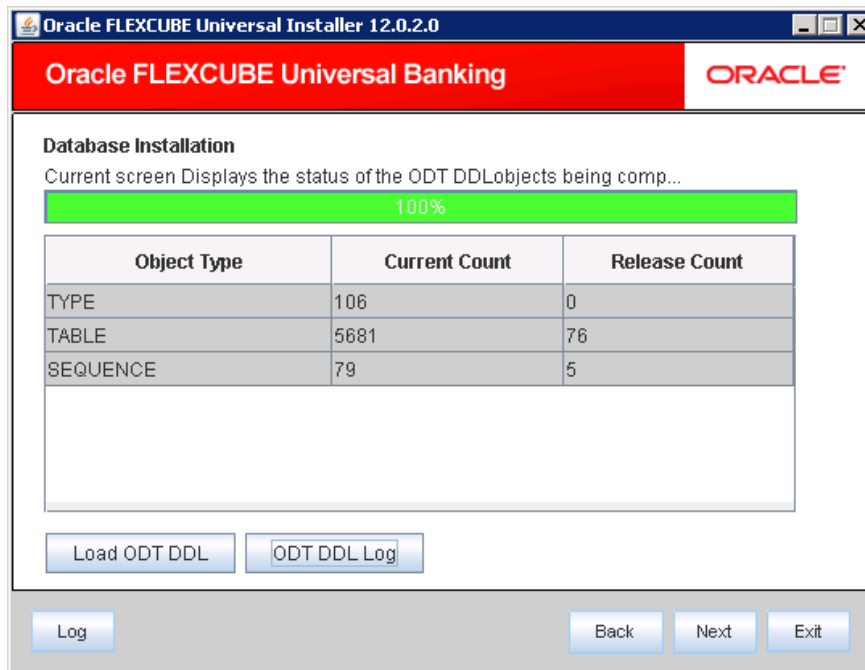 Oracle FLEXCUBE Universal Installer 12.0.2.0
Oracle FLEXCUBE Universal Banking ORACLE
Database Installation
Current screen Displays the status of the ODT DDLobjects being comp...
100%
Object Type Current Count Release Count
TYPE 106 0
TABLE 5681 76
SEQUENCE 79 5
Load ODT DDL ODT DDL Log
Log Back Next Exit